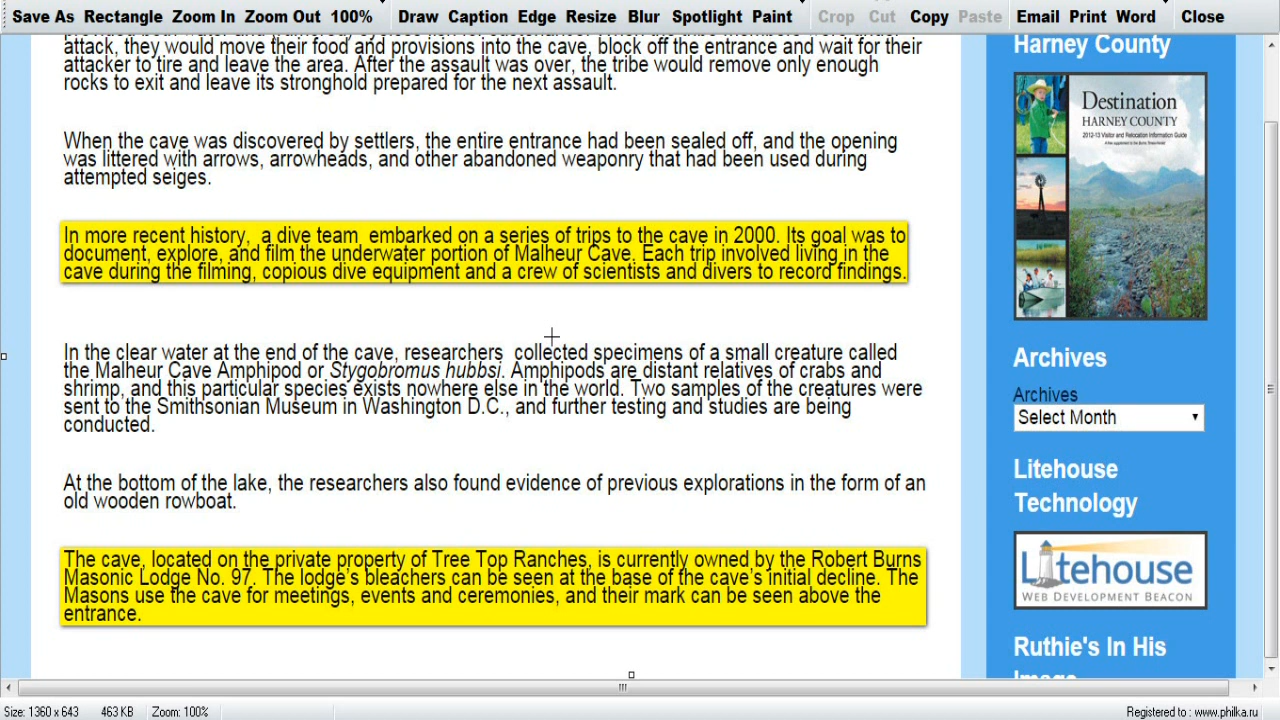 Save As Rectangle Zoom In Zoom Out 100% Draw Caption Edge Resize Blur Spotlight Paint Crop Cut Copy Paste Email Print Word Close
attack, they would move their food and provisions into the cave, block off the entrance and wait for their
attacker to tire and leave the area. After the assault was over, the tribe would remove only enough
rocks to exit and leave its stronghold prepared for the next assault.
When the cave was discovered by settlers, the entire entrance had been sealed off, and the opening
was littered with arrows, arrowheads, and other abandoned weaponry that had been used during
attempted seiges.
In more recent history,  a dive team  embarked on a series of trips to the cave in 2000. Its goal was to
document, explore, and film the underwater portion of Malheur Cave. Each trip involved living in the
cave during the filming, copious dive equipment and a crew of scientists and divers to record findings.
In the clear water at the end of the cave, researchers  collected specimens of a small creature called
the Malheur Cave Amphipod or Stygobromus hubbsi. Amphipods are distant relatives of crabs and
shrimp, and this particular species exists nowhere else in the world. Two samples of the creatures were
sent to the Smithsonian Museum in Washington D.C., and further testing and studies are being
conducted.
At the bottom of the lake, the researchers also found evidence of previous explorations in the form of an
old wooden rowboat.
The cave, located on the private property of Tree Top Ranches, is currently owned by the Robert Burns
Masonic Lodge No. 97. The lodge's bleachers can be seen at the base of the cave's initial decline. The
Masons use the cave for meetings, events and ceremonies, and their mark can be seen above the
entrance.
Harney County
Destination
HARNEY COUNTY
2012-13 Visitor and Relocation Information Guide
Archives
Archives
Select Month
Litehouse
Technology
Litehouse
WEB DEVELOPMENT BEACON
Ruthie's In His
Image
Size: 1360 x 643 463 KB Zoom: 100% Registered to : www.philka.ru